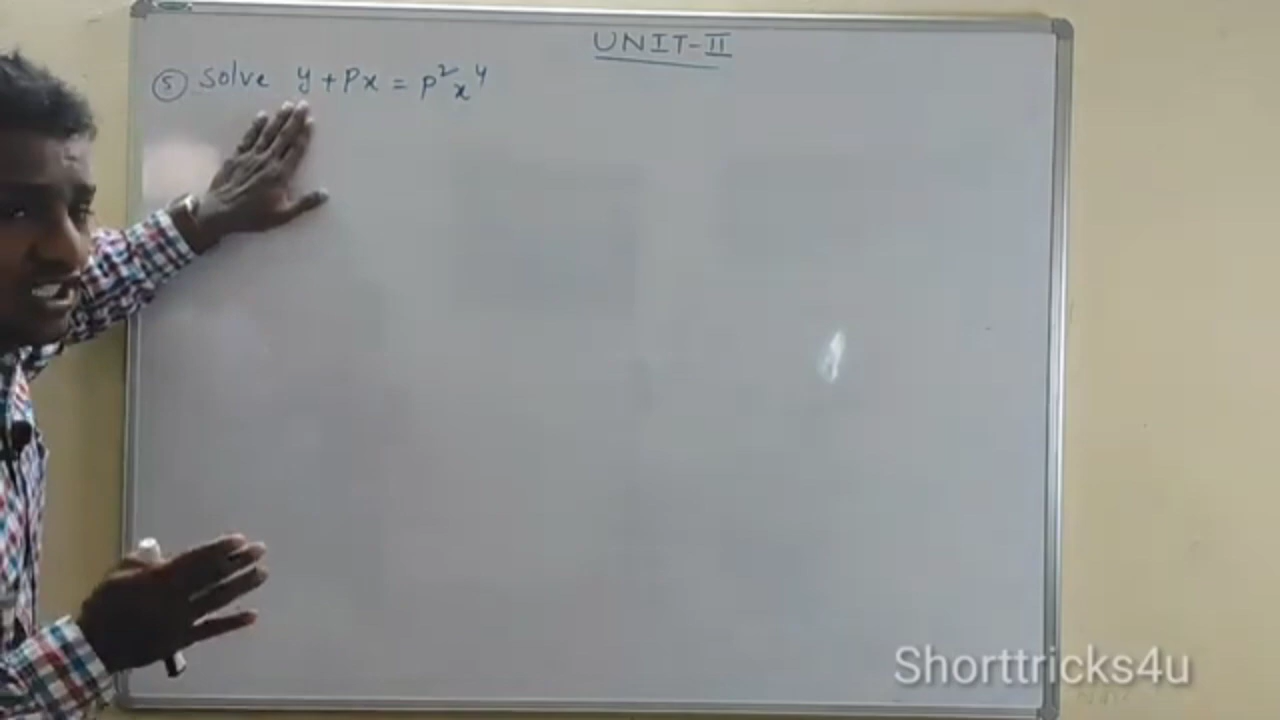 UNIT-II
⑤ Solve y + Px = P²x⁴
Shorttricks4u